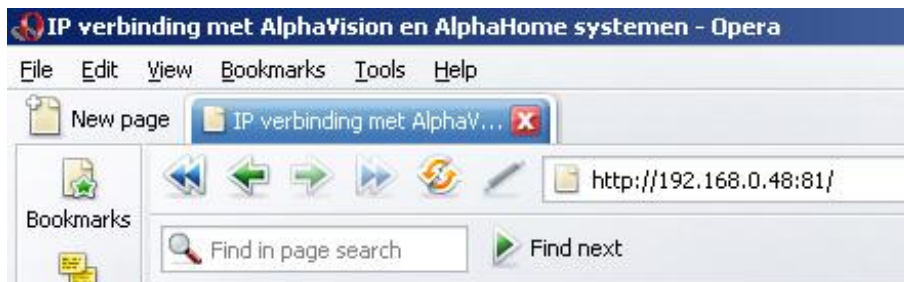 IP verbinding met AlphaVision en AlphaHome systemen - Opera
File Edit View Bookmarks Tools Help
New page IP verbinding met AlphaV...
http://192.168.0.48:81/
Bookmarks
Find in page search Find next